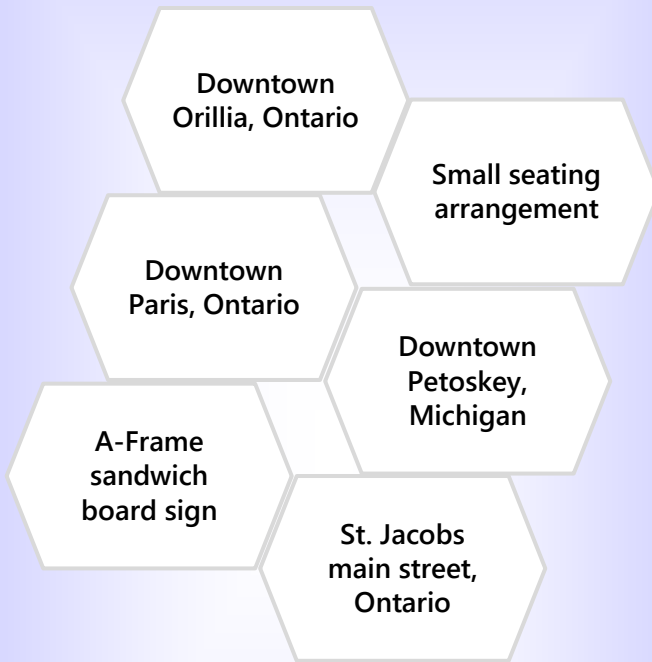 Downtown
Orillia, Ontario
Small seating
arrangement
Downtown
Paris, Ontario
Downtown
Petoskey,
Michigan
A-Frame
sandwich
board sign
St. Jacobs
main street,
Ontario